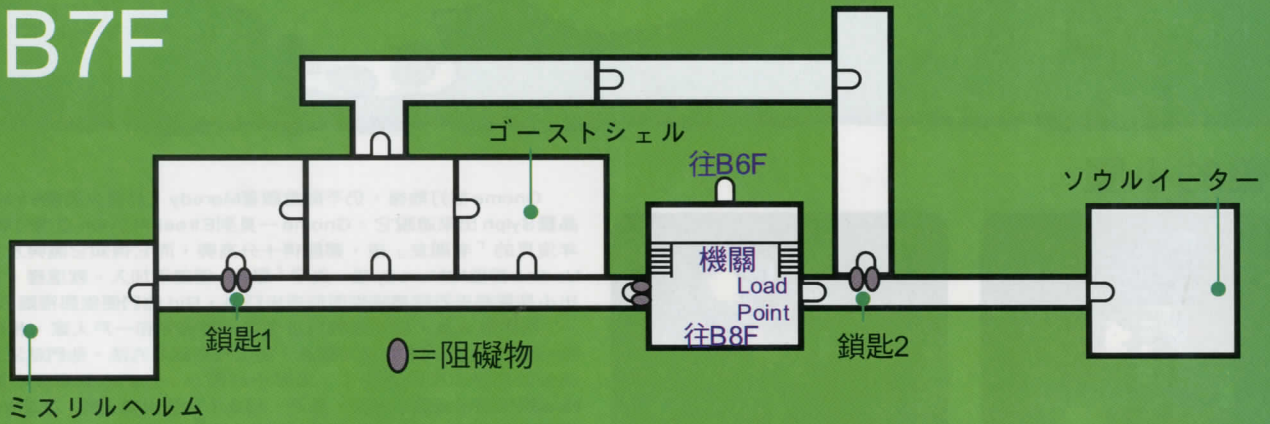 B7F
ゴーストシェル
往B6F
ソウルイーター
機關
Load
Point
往B8F
鎖匙1
鎖匙2
=阻礙物
ミスリルヘルム